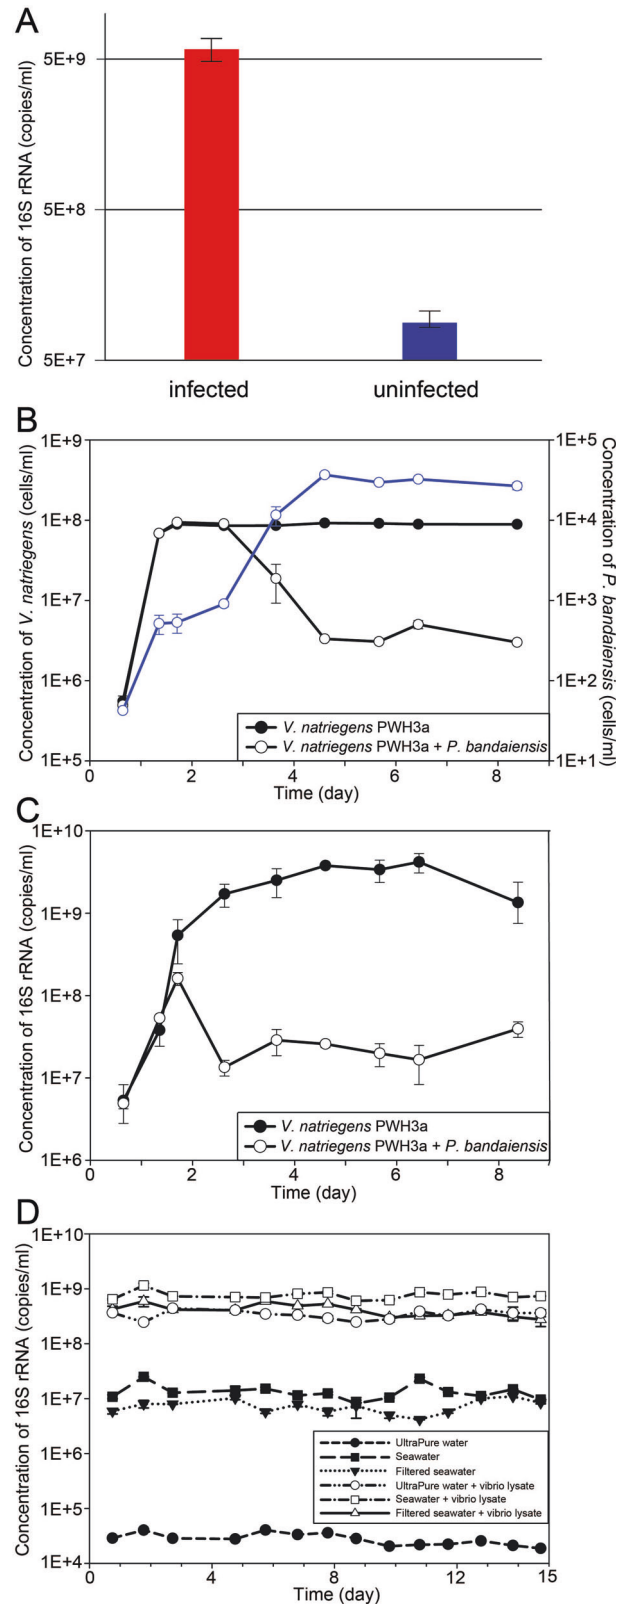 A
Concentration of 16S rRNA (copies/ml)
5E+9
5E+8
5E+7
infected
uninfected
B
Concentration of V. natriegens (cells/ml)
1E+9
1E+8
1E+7
1E+6
1E+5
1E+5
1E+4
1E+3
1E+2
1E+1
Concentration of P. bandaiensis (cells/ml)
V. natriegens PWH3a
V. natriegens PWH3a + P. bandaiensis
0 2 4 6 8
Time (day)
C
Concentration of 16S rRNA (copies/ml)
1E+10
1E+9
1E+8
1E+7
1E+6
V. natriegens PWH3a
V. natriegens PWH3a + P. bandaiensis
0 2 4 6 8
Time (day)
D
Concentration of 16S rRNA (copies/ml)
1E+10
1E+9
1E+8
1E+7
1E+6
1E+5
1E+4
UltraPure water
Seawater
Filtered seawater
UltraPure water + vibrio lysate
Seawater + vibrio lysate
Filtered seawater + vibrio lysate
0 4 8 12 15
Time (day)